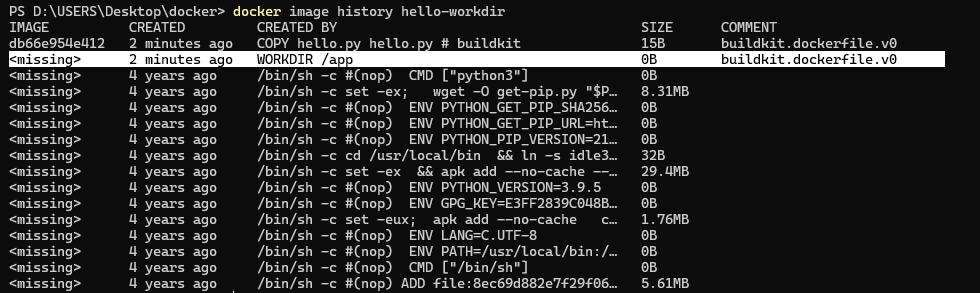 PS D:\USERS\Desktop\docker> docker image history hello-workdir
IMAGE CREATED CREATED BY SIZE COMMENT
db66e954e412 2 minutes ago COPY hello.py hello.py # buildkit 15B buildkit.dockerfile.v0
<missing> 2 minutes ago WORKDIR /app 0B buildkit.dockerfile.v0
<missing> 4 years ago /bin/sh -c #(nop) CMD ["python3"] 0B
<missing> 4 years ago /bin/sh -c set -ex; wget -O get-pip.py "$P… 8.31MB
<missing> 4 years ago /bin/sh -c #(nop) ENV PYTHON_GET_PIP_SHA256… 0B
<missing> 4 years ago /bin/sh -c #(nop) ENV PYTHON_GET_PIP_URL=ht… 0B
<missing> 4 years ago /bin/sh -c #(nop) ENV PYTHON_PIP_VERSION=21… 0B
<missing> 4 years ago /bin/sh -c cd /usr/local/bin && ln -s idle3… 32B
<missing> 4 years ago /bin/sh -c set -ex && apk add --no-cache --… 29.4MB
<missing> 4 years ago /bin/sh -c #(nop) ENV PYTHON_VERSION=3.9.5 0B
<missing> 4 years ago /bin/sh -c #(nop) ENV GPG_KEY=E3FF2839C048B… 0B
<missing> 4 years ago /bin/sh -c set -eux; apk add --no-cache c… 1.76MB
<missing> 4 years ago /bin/sh -c #(nop) ENV LANG=C.UTF-8 0B
<missing> 4 years ago /bin/sh -c #(nop) ENV PATH=/usr/local/bin:/… 0B
<missing> 4 years ago /bin/sh -c #(nop) CMD ["/bin/sh"] 0B
<missing> 4 years ago /bin/sh -c #(nop) ADD file:8ec69d882e7f29f06… 5.61MB